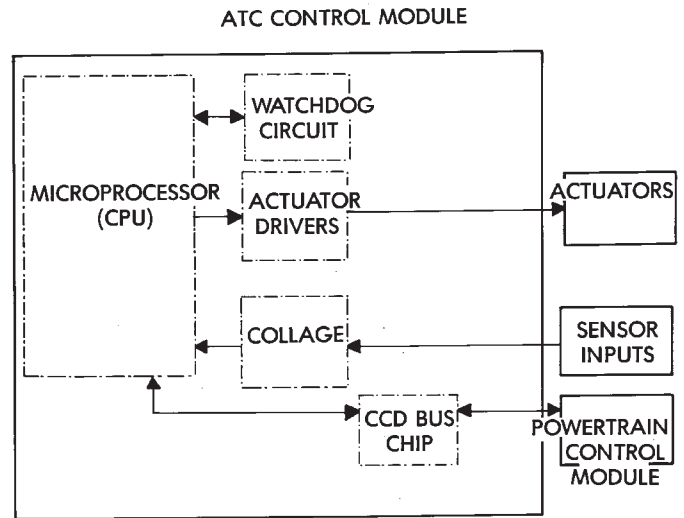 ATC CONTROL MODULE
WATCHDOG
CIRCUIT
MICROPROCESSOR
(CPU)
ACTUATOR
DRIVERS
ACTUATORS
COLLAGE
SENSOR
INPUTS
CCD BUS
CHIP
POWERTRAIN
CONTROL
MODULE